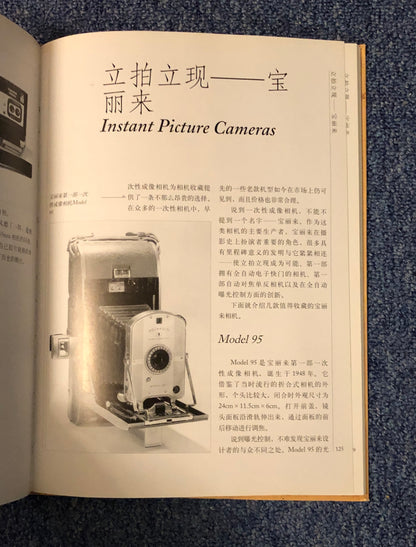 立拍立现——宝
丽来
Instant Picture Cameras
宝丽来第一部一次
性成像相机Model
95
次性成像相机为相机收藏提
供了一条不那么昂贵的选择。
在众多的一次性相机中，早
先的一些老款机型如今在市场上仍可
见到，而且价格也非常合理。
说到一次性成像相机，不能不
提到一个名字——宝丽来。作为这
类相机的主要生产者，宝丽来在摄
影史上扮演着重要的角色，很多具
有里程碑意义的发明与它紧紧相连
——使立拍立现成为可能、第一部
拥有全自动电子快门的相机、第一
部自动对焦单反相机以及在全自动
曝光控制方面的创新。
下面就介绍几款值得收藏的宝丽
来相机。
Model 95
Model 95 是宝丽来第一部一次
性成像相机，诞生于 1948 年。它
借鉴了当时流行的折合式相机的外
形，个头比较大，闭合时外观尺寸为
24cm×11.5cm×6cm。打开前盖，镜
头面板沿滑轨伸出来，通过面板的前
后移动进行调焦。
说到曝光控制，不难发现宝丽来设
计者的与众不同之处。Model 95 的光
立拍立现——宝丽来
125